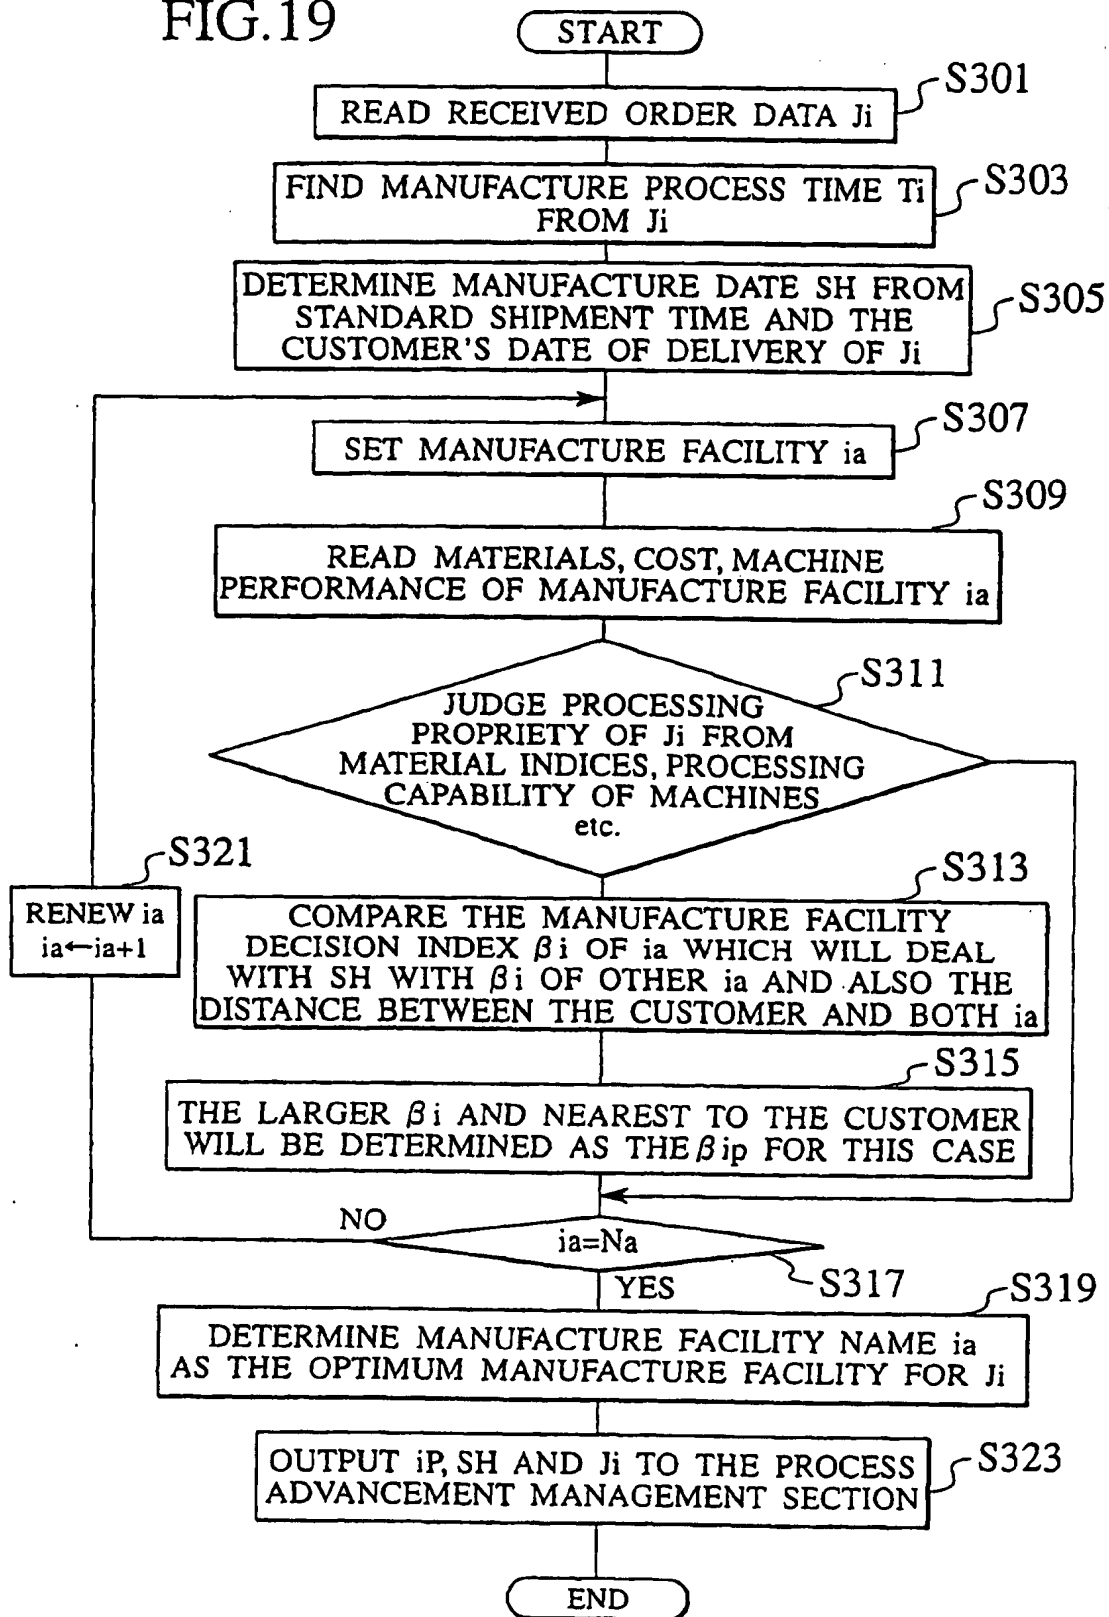 FIG.19
START
S301
READ RECEIVED ORDER DATA Ji
S303
FIND MANUFACTURE PROCESS TIME Ti
FROM Ji
S305
DETERMINE MANUFACTURE DATE SH FROM
STANDARD SHIPMENT TIME AND THE
CUSTOMER'S DATE OF DELIVERY OF Ji
S307
SET MANUFACTURE FACILITY ia
S309
READ MATERIALS, COST, MACHINE
PERFORMANCE OF MANUFACTURE FACILITY ia
S311
JUDGE PROCESSING
PROPRIETY OF Ji FROM
MATERIAL INDICES, PROCESSING
CAPABILITY OF MACHINES
etc.
S321
RENEW ia
ia←ia+1
S313
COMPARE THE MANUFACTURE FACILITY
DECISION INDEX βi OF ia WHICH WILL DEAL
WITH SH WITH βi OF OTHER ia AND ALSO THE
DISTANCE BETWEEN THE CUSTOMER AND BOTH ia
S315
THE LARGER βi AND NEAREST TO THE CUSTOMER
WILL BE DETERMINED AS THE βip FOR THIS CASE
NO
ia=Na
S317
YES
S319
DETERMINE MANUFACTURE FACILITY NAME ia
AS THE OPTIMUM MANUFACTURE FACILITY FOR Ji
S323
OUTPUT iP, SH AND Ji TO THE PROCESS
ADVANCEMENT MANAGEMENT SECTION
END